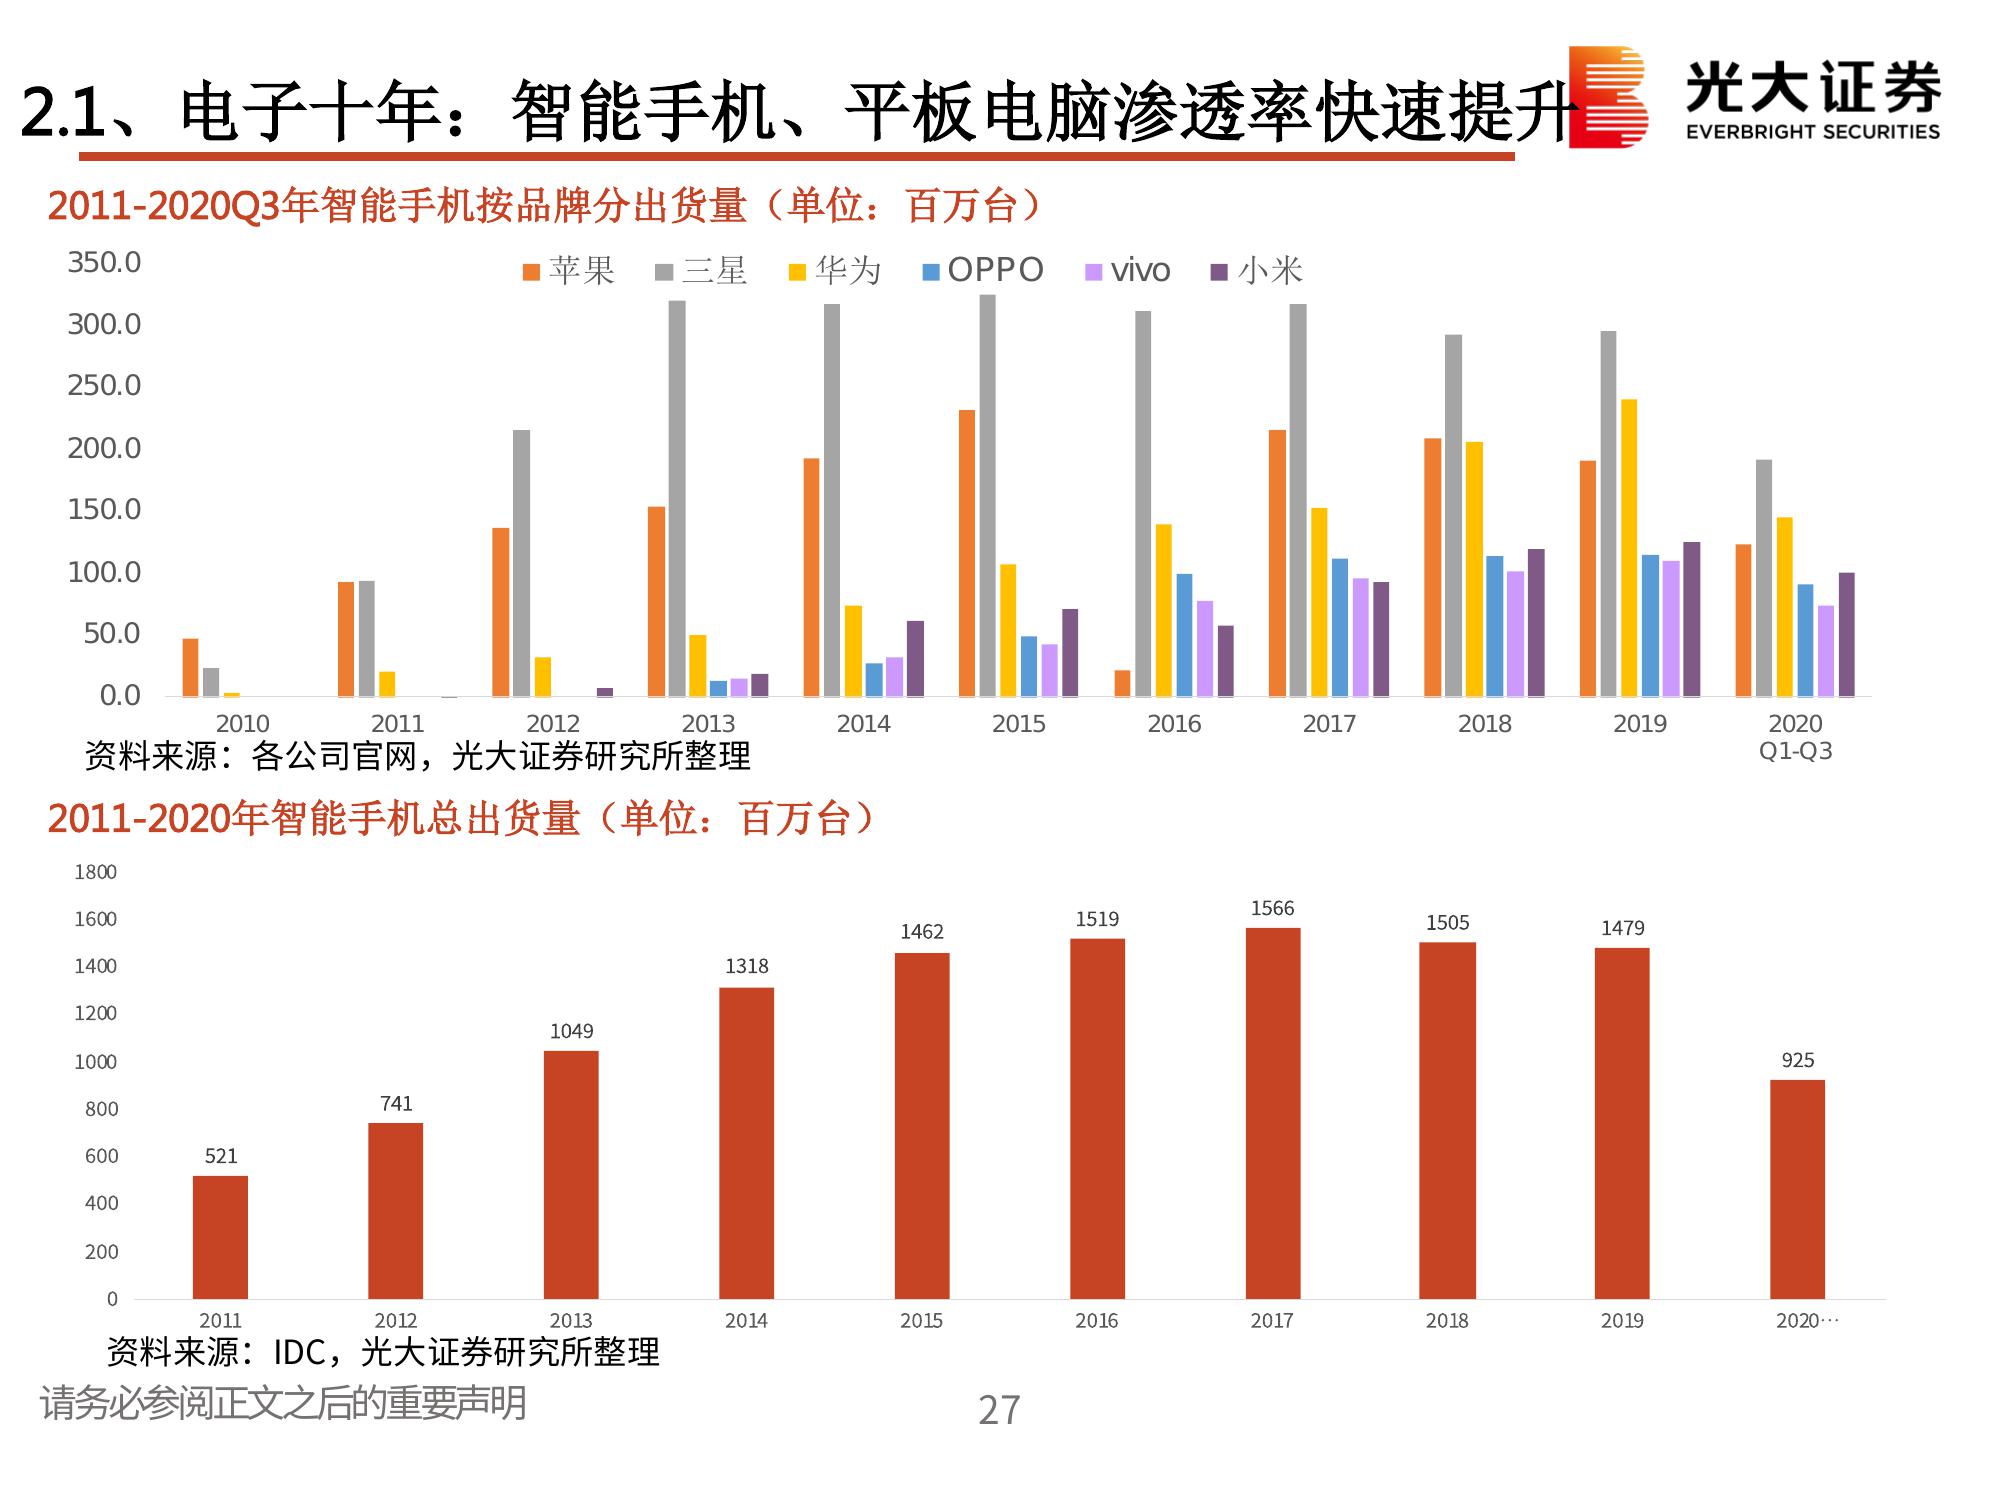 2.1、电子十年：智能手机、平板电脑渗透率快速提升
光大证券
EVERBRIGHT SECURITIES
2011-2020Q3年智能手机按品牌分出货量（单位：百万台）
苹果 三星 华为 OPPO vivo 小米
350.0
300.0
250.0
200.0
150.0
100.0
50.0
0.0
2010 2011 2012 2013 2014 2015 2016 2017 2018 2019 2020
Q1-Q3
资料来源：各公司官网，光大证券研究所整理
2011-2020年智能手机总出货量（单位：百万台）
1800
1600
1400
1200
1000
800
600
400
200
0
521 741 1049 1318 1462 1519 1566 1505 1479 925
2011 2012 2013 2014 2015 2016 2017 2018 2019 2020…
资料来源：IDC，光大证券研究所整理
请务必参阅正文之后的重要声明
27